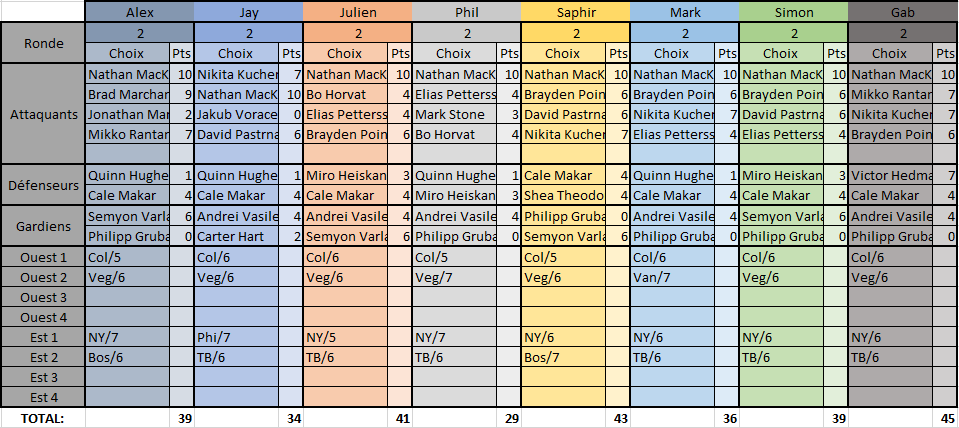 Alex Jay Julien Phil Saphir Mark Simon Gab
Ronde 2 2 2 2 2 2 2 2
Choix Pts Choix Pts Choix Pts Choix Pts Choix Pts Choix Pts Choix Pts Choix Pts
Attaquants
Nathan MacK 10 Nikita Kucher 7 Nathan MacK 10 Nathan MacK 10 Nathan MacK 10 Nathan MacK 10 Nathan MacK 10 Nathan MacK 10
Brad Marchan 9 Nathan MacK 10 Bo Horvat 4 Elias Petterss 4 Brayden Poin 6 Brayden Poin 6 Brayden Poin 6 Mikko Rantar 7
Jonathan Mar 2 Jakub Vorace 0 Elias Petterss 4 Mark Stone 3 David Pastrna 6 Nikita Kucher 7 David Pastrna 6 Nikita Kucher 7
Mikko Rantar 7 David Pastrna 6 Brayden Poin 6 Bo Horvat 4 Nikita Kucher 7 Elias Petterss 4 Elias Petterss 4 Brayden Poin 6
Défenseurs
Quinn Hughe 1 Quinn Hughe 1 Miro Heiskan 3 Quinn Hughe 1 Cale Makar 4 Quinn Hughe 1 Miro Heiskan 3 Victor Hedma 7
Cale Makar 4 Cale Makar 4 Cale Makar 4 Miro Heiskan 3 Shea Theodo 6 Cale Makar 4 Cale Makar 4 Cale Makar 4
Gardiens
Semyon Varla 6 Andrei Vasile 4 Andrei Vasile 4 Andrei Vasile 4 Philipp Gruba 0 Andrei Vasile 4 Semyon Varla 6 Andrei Vasile 4
Philipp Gruba 0 Carter Hart 2 Semyon Varla 6 Philipp Gruba 0 Semyon Varla 6 Philipp Gruba 0 Philipp Gruba 0 Philipp Gruba 0
Ouest 1 Col/5 Col/6 Col/6 Col/5 Col/5 Col/6 Col/6 Col/6
Ouest 2 Veg/6 Veg/6 Veg/6 Veg/7 Veg/6 Van/7 Veg/6 Veg/6
Ouest 3
Ouest 4
Est 1 NY/7 Phi/7 NY/5 NY/7 NY/6 NY/6 NY/6 NY/6
Est 2 Bos/6 TB/6 TB/6 TB/6 Bos/7 TB/6 TB/6 TB/6
Est 3
Est 4
TOTAL: 39 34 41 29 43 36 39 45